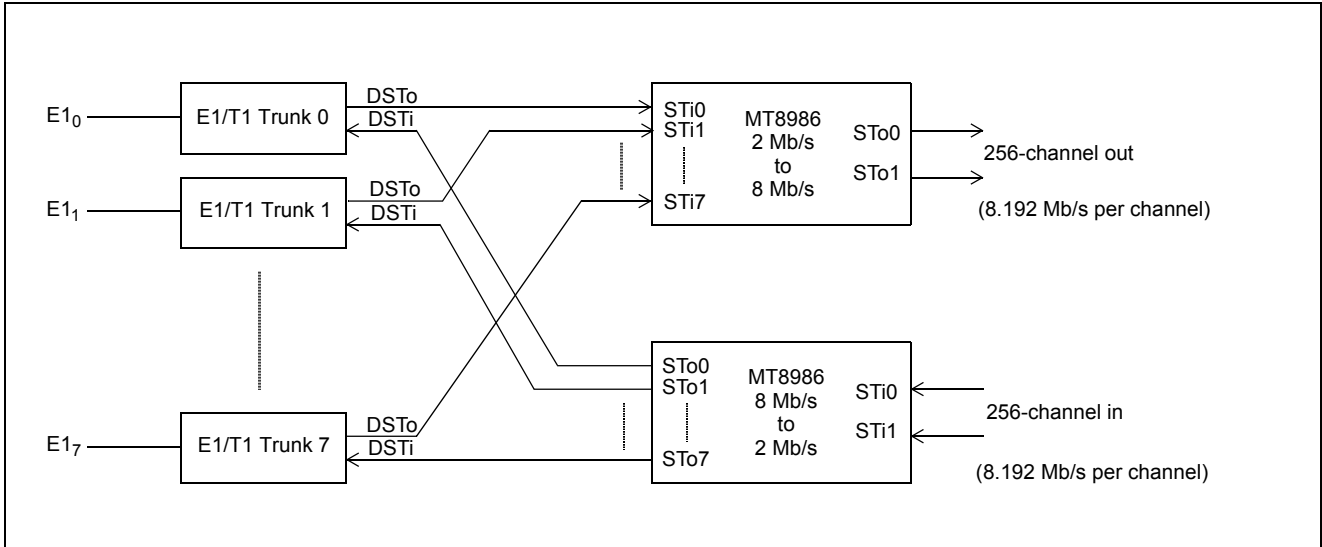 E1₀
E1/T1 Trunk 0
DSTo
DSTi
E1₁
E1/T1 Trunk 1
DSTo
DSTi
E1₇
E1/T1 Trunk 7
DSTo
DSTi
STi0
STi1
STi7
MT8986
2 Mb/s
to
8 Mb/s
STo0
STo1
256-channel out
(8.192 Mb/s per channel)
STo0
STo1
STo7
MT8986
8 Mb/s
to
2 Mb/s
STi0
STi1
256-channel in
(8.192 Mb/s per channel)